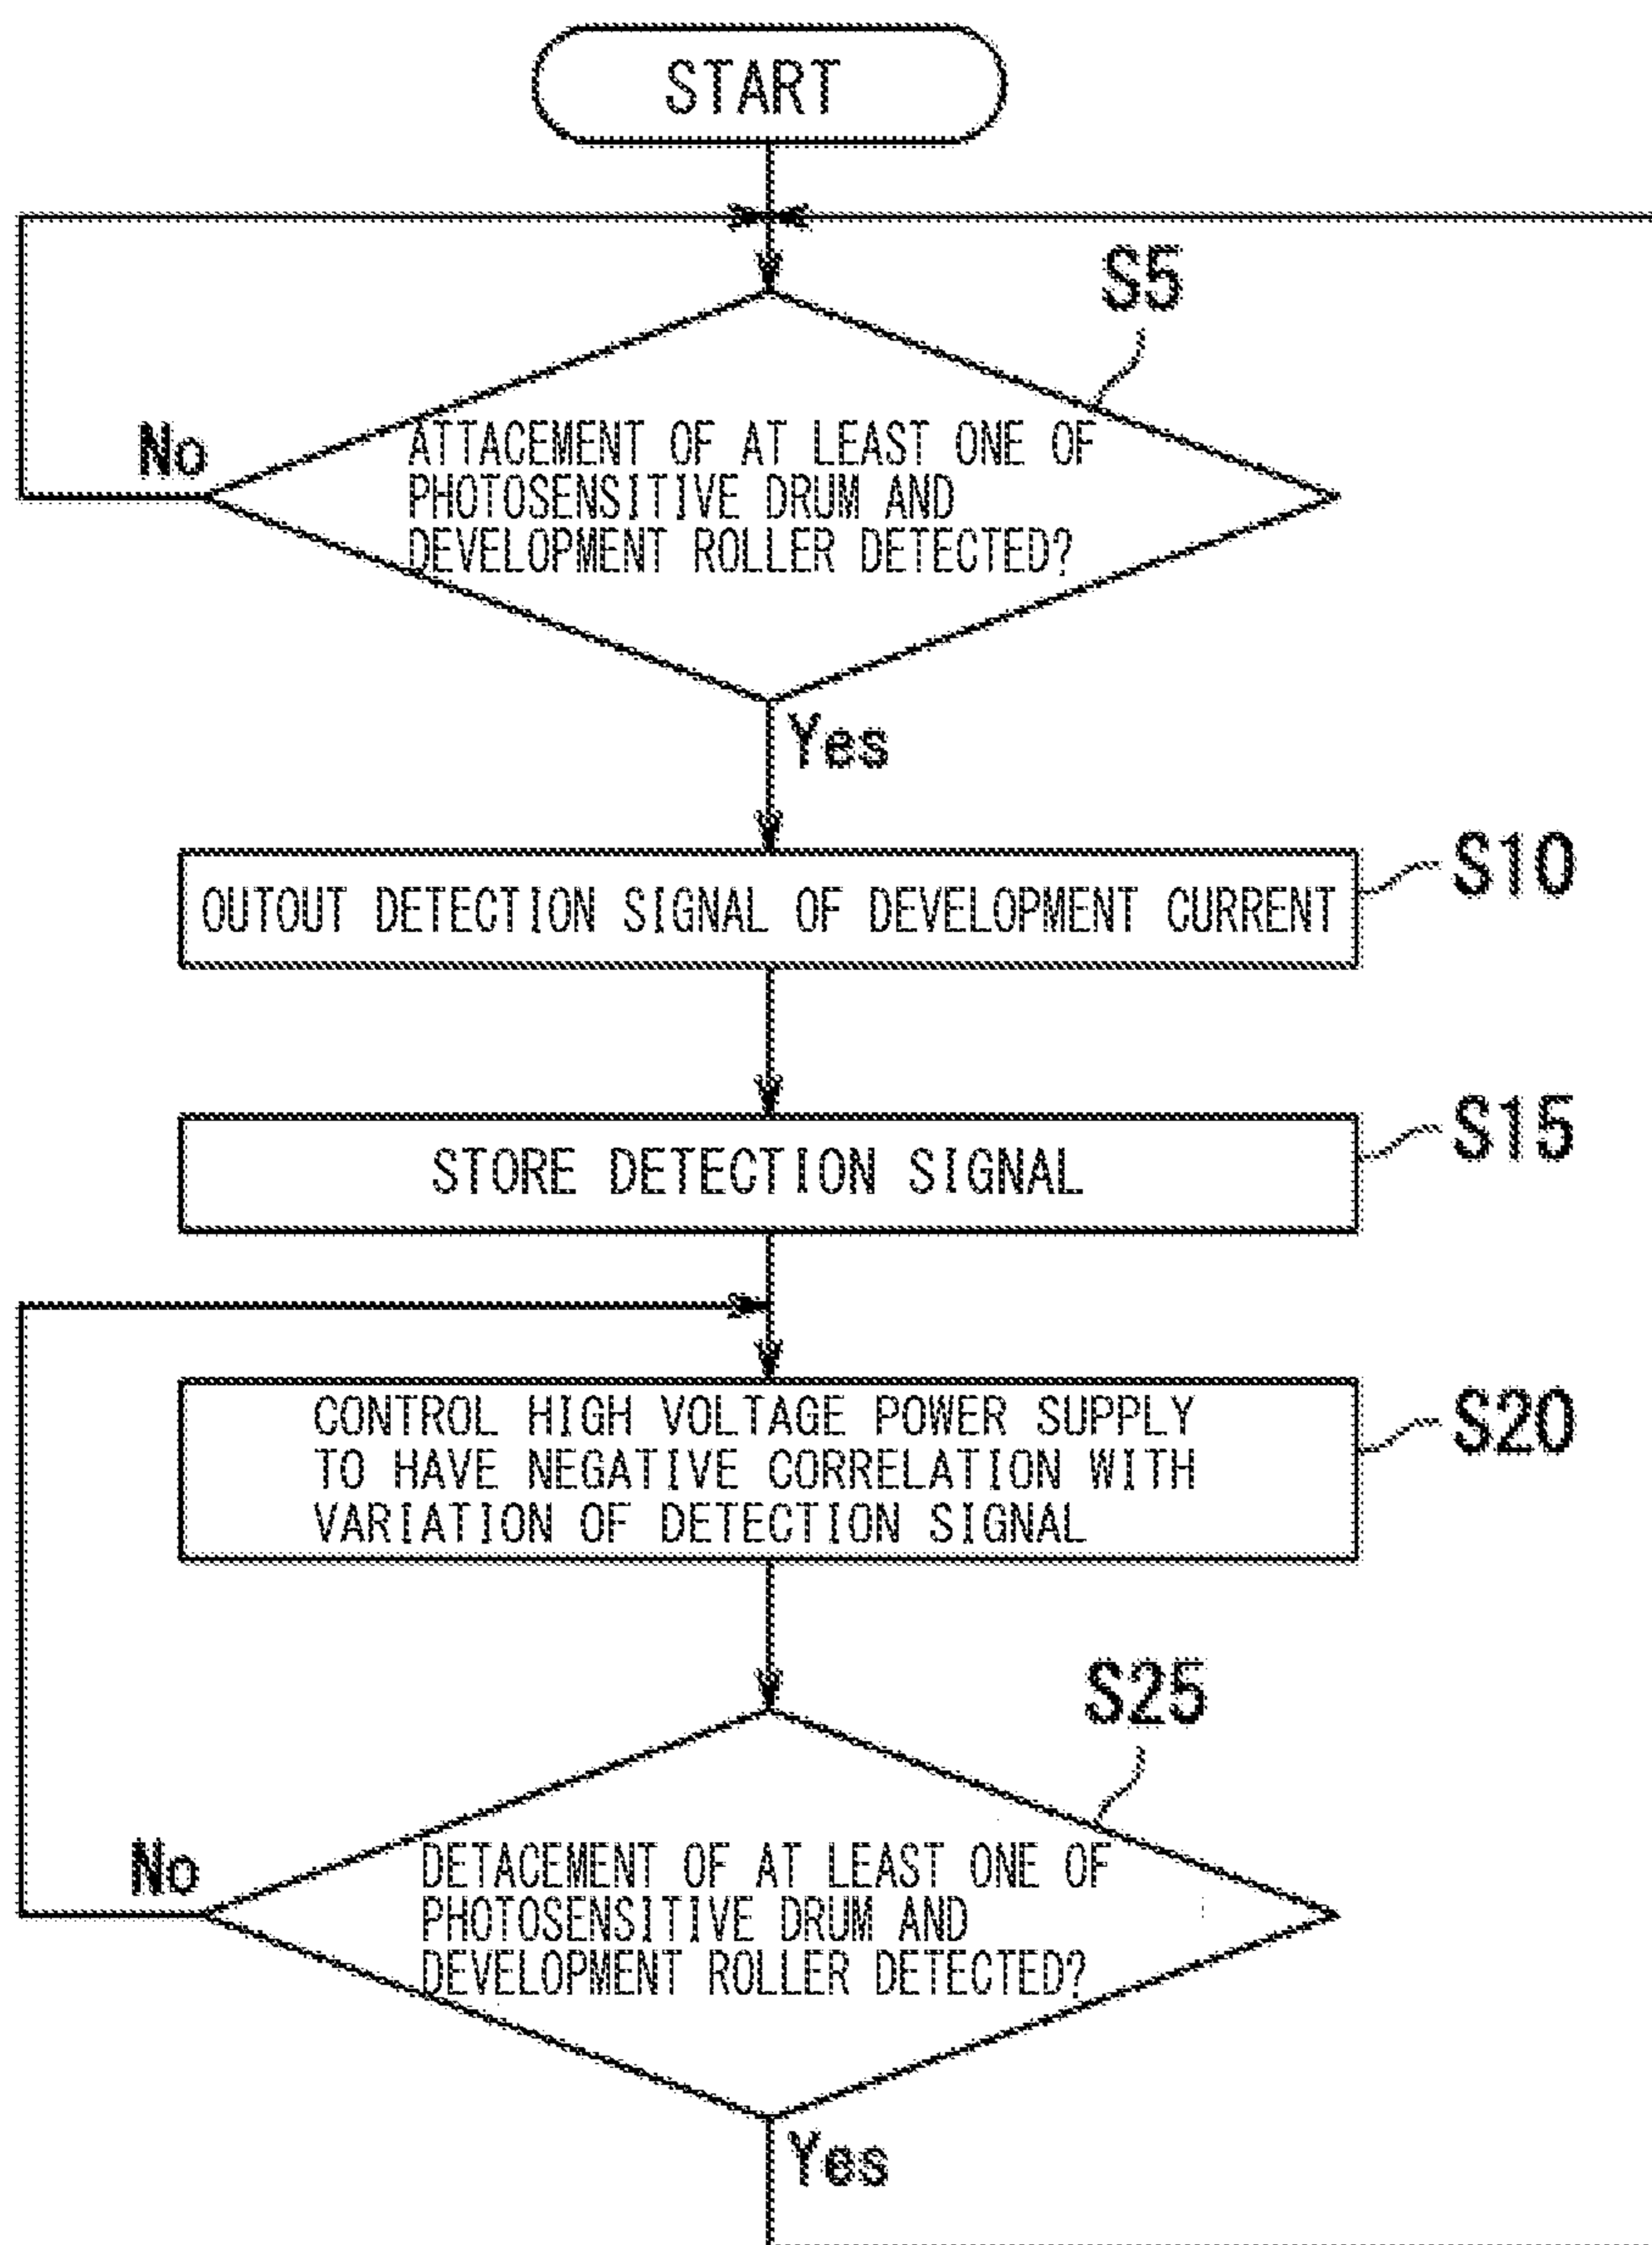 START
S5
No
ATTACEMENT OF AT LEAST ONE OF
PHOTOSENSITIVE DRUM AND
DEVELOPMENT ROLLER DETECTED?
Yes
OUTOUT DETECTION SIGNAL OF DEVELOPMENT CURRENT
S10
STORE DETECTION SIGNAL
S15
CONTROL HIGH VOLTAGE POWER SUPPLY
TO HAVE NEGATIVE CORRELATION WITH
VARIATION OF DETECTION SIGNAL
S20
S25
No
DETACEMENT OF AT LEAST ONE OF
PHOTOSENSITIVE DRUM AND
DEVELOPMENT ROLLER DETECTED?
Yes